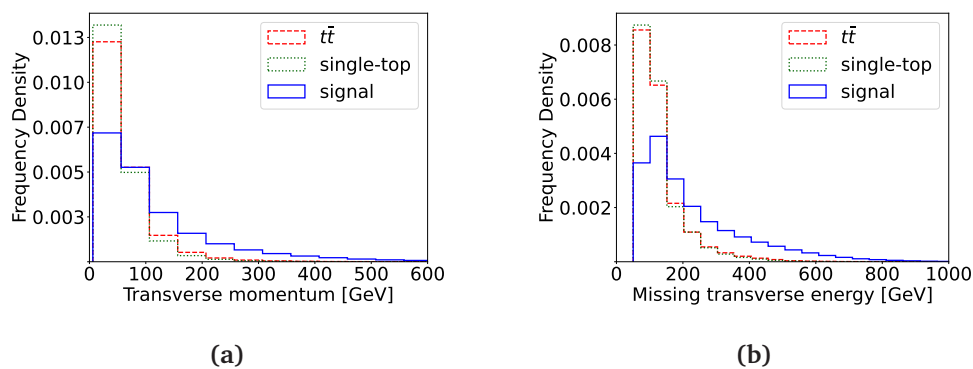 0.013
0.010
0.007
0.005
0.003
Frequency Density
tt̄
single-top
signal
0 100 200 300 400 500 600
Transverse momentum [GeV]
(a)
0.008
0.006
0.004
0.002
Frequency Density
tt̄
single-top
signal
0 200 400 600 800 1000
Missing transverse energy [GeV]
(b)